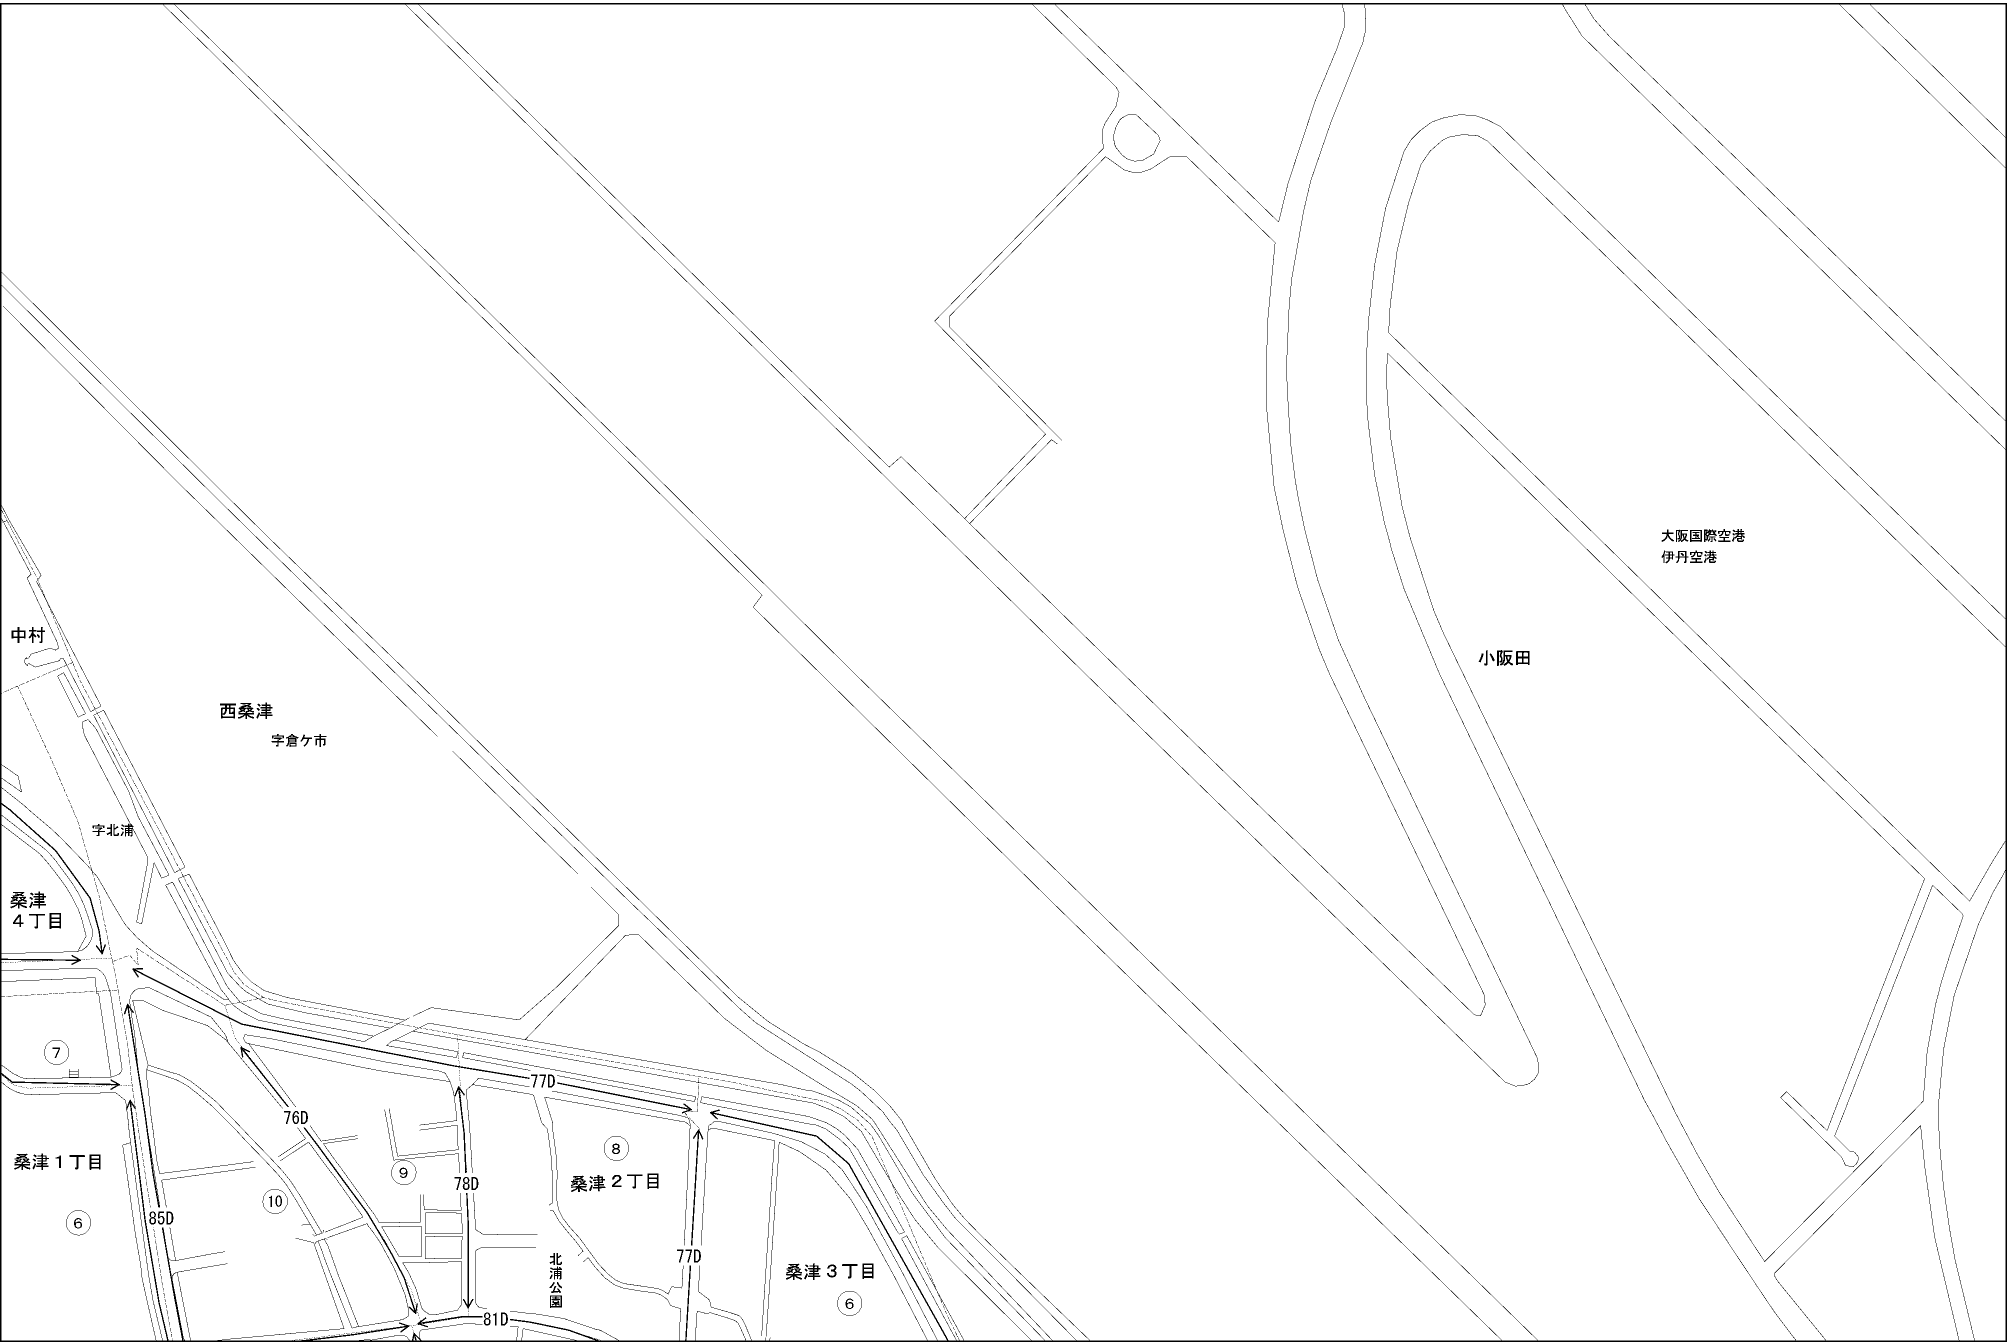 大阪国際空港
伊丹空港
中村
小阪田
西桑津
字倉ケ市
字北浦
桑津
４丁目
7
77D
76D
8
桑津１丁目
9
桑津２丁目
78D
10
85D
6
77D
北浦公園
桑津３丁目
6
81D